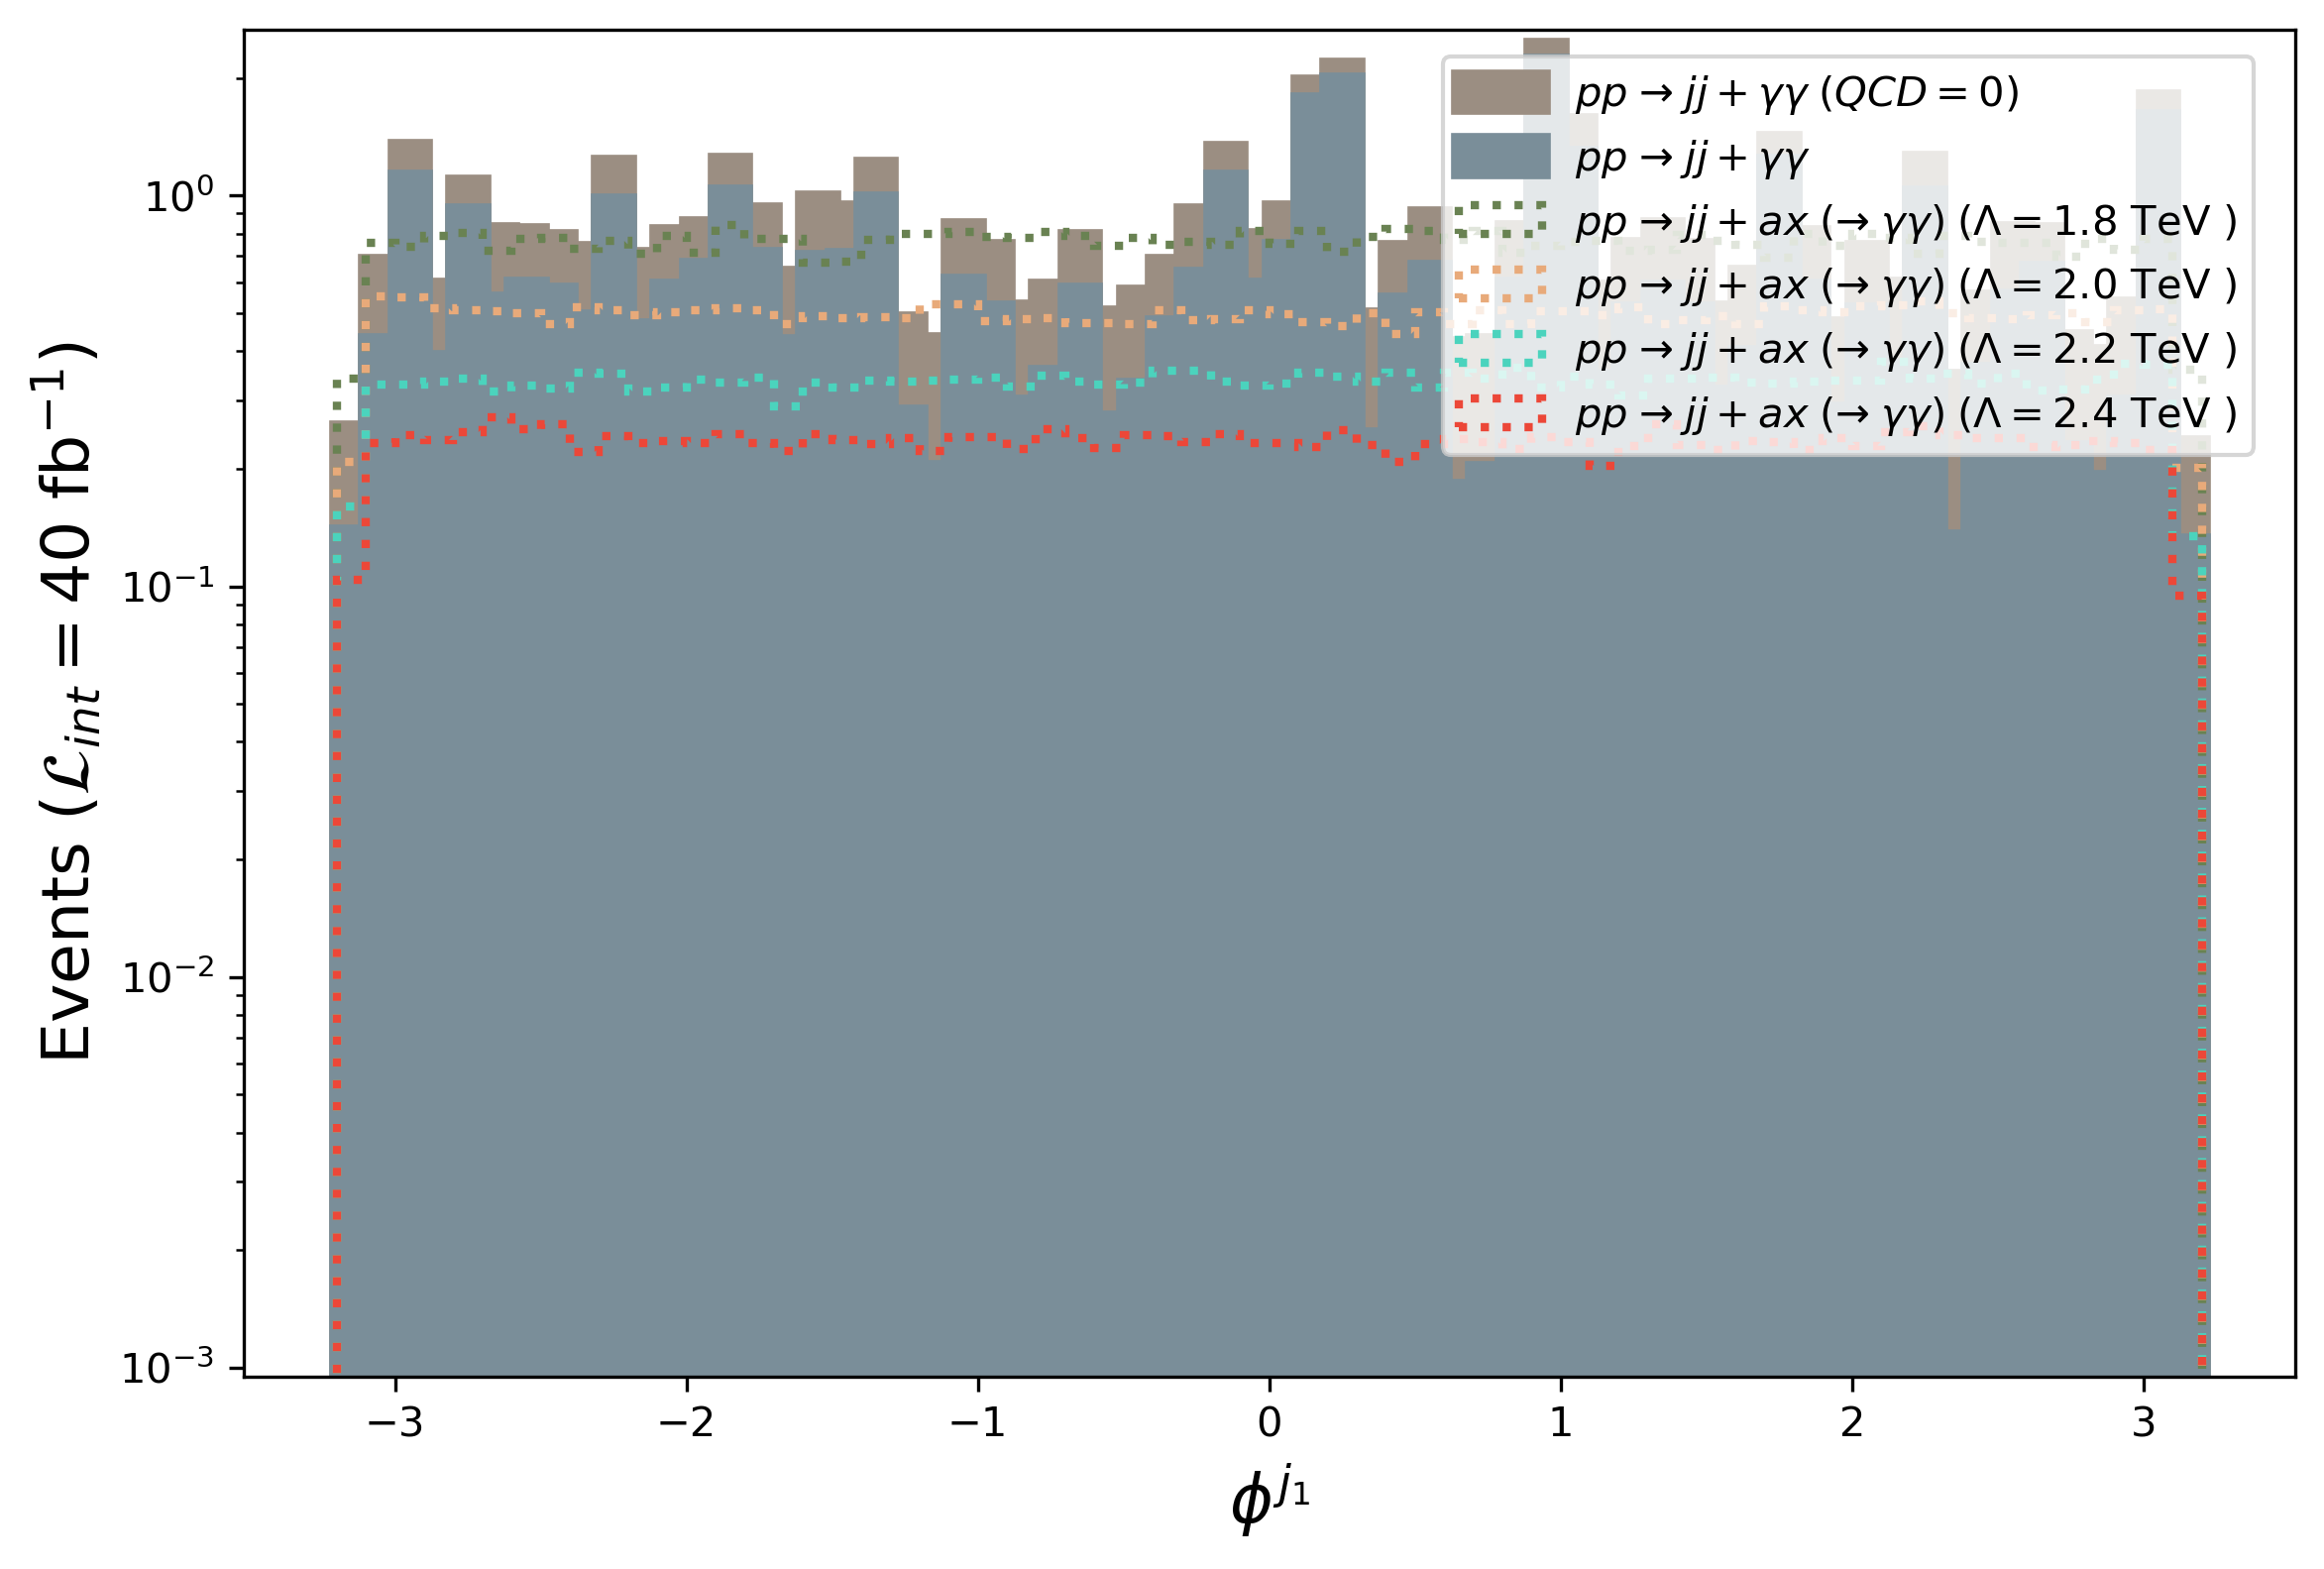 Events (ℒ_int = 40 fb⁻¹)
10⁰
10⁻¹
10⁻²
10⁻³
pp → jj + γγ (QCD = 0)
pp → jj + γγ
pp → jj + ax (→ γγ) (Λ = 1.8 TeV )
pp → jj + ax (→ γγ) (Λ = 2.0 TeV )
pp → jj + ax (→ γγ) (Λ = 2.2 TeV )
pp → jj + ax (→ γγ) (Λ = 2.4 TeV )
−3 −2 −1 0 1 2 3
ϕ^{j₁}